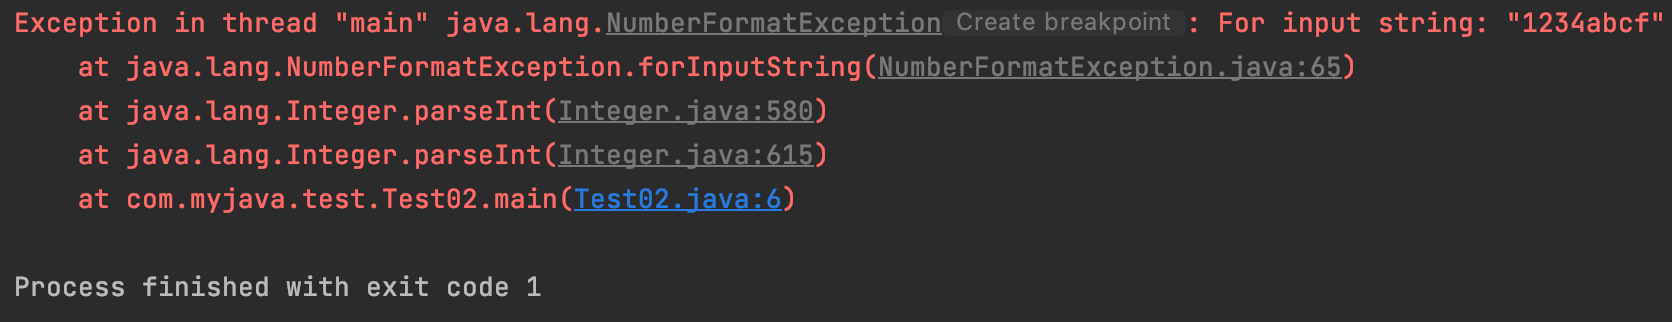 Exception in thread "main" java.lang.NumberFormatException Create breakpoint : For input string: "1234abcf"
at java.lang.NumberFormatException.forInputString(NumberFormatException.java:65)
at java.lang.Integer.parseInt(Integer.java:580)
at java.lang.Integer.parseInt(Integer.java:615)
at com.myjava.test.Test02.main(Test02.java:6)
Process finished with exit code 1